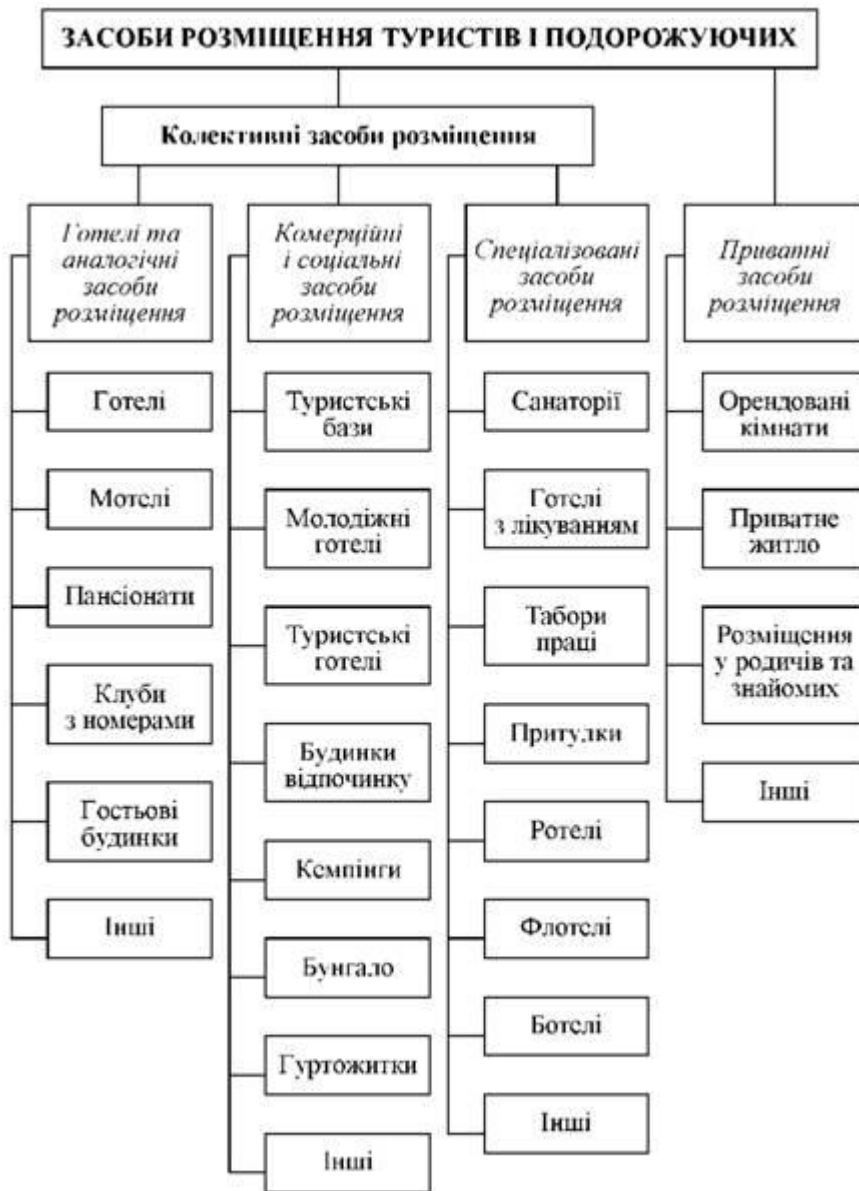 ЗАСОБИ РОЗМІЩЕННЯ ТУРИСТІВ І ПОДОРОЖУЮЧИХ
Колективні засоби розміщення
Готелі та
аналогічні
засоби
розміщення
Готелі
Мотелі
Пансіонати
Клуби
з номерами
Гостьові
будинки
Інші
Комерційні
і соціальні
засоби
розміщення
Туристські
бази
Молодіжні
готелі
Туристські
готелі
Будинки
відпочинку
Кемпінги
Бунгало
Гуртожитки
Інші
Спеціалізовані
засоби
розміщення
Санаторії
Готелі
з лікуванням
Табори
праці
Притулки
Ротелі
Флотелі
Ботелі
Інші
Приватні
засоби
розміщення
Орендовані
кімнати
Приватне
житло
Розміщення
у родичів та
знайомих
Інші